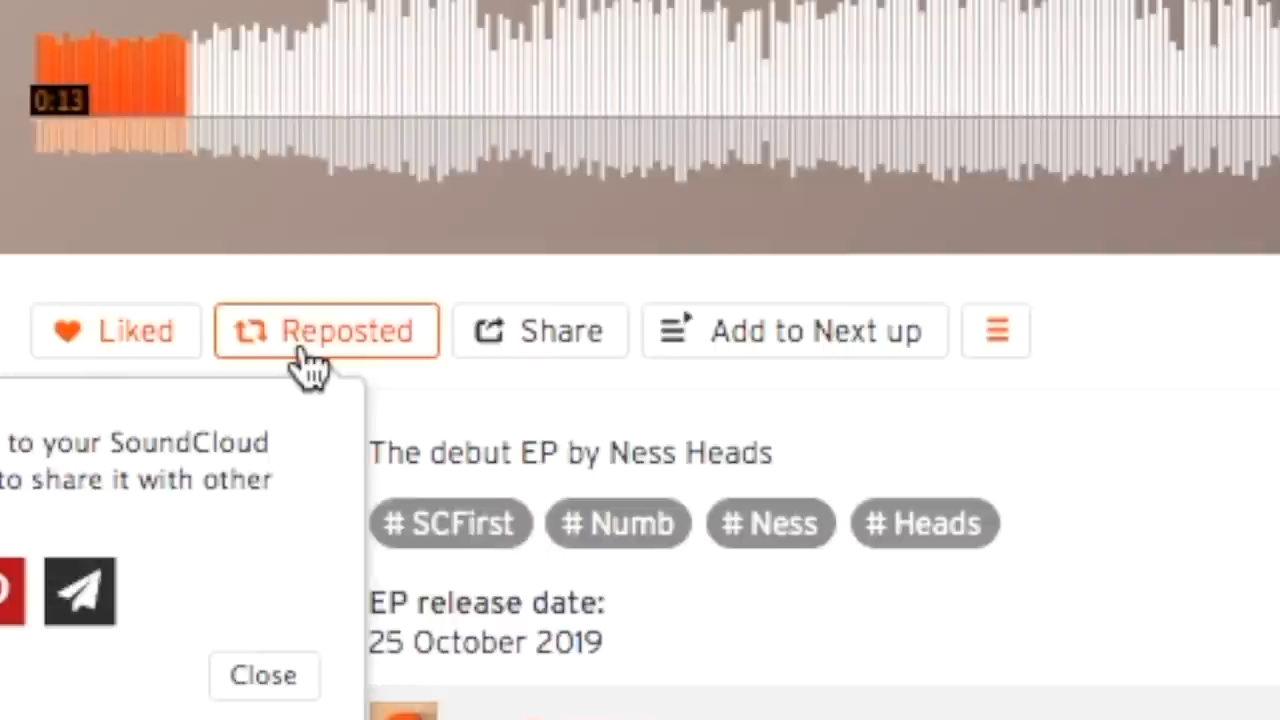 0:13
Liked
Reposted
Share
Add to Next up
to your SoundCloud
to share it with other
Close
The debut EP by Ness Heads
# SCFirst # Numb # Ness # Heads
EP release date:
25 October 2019